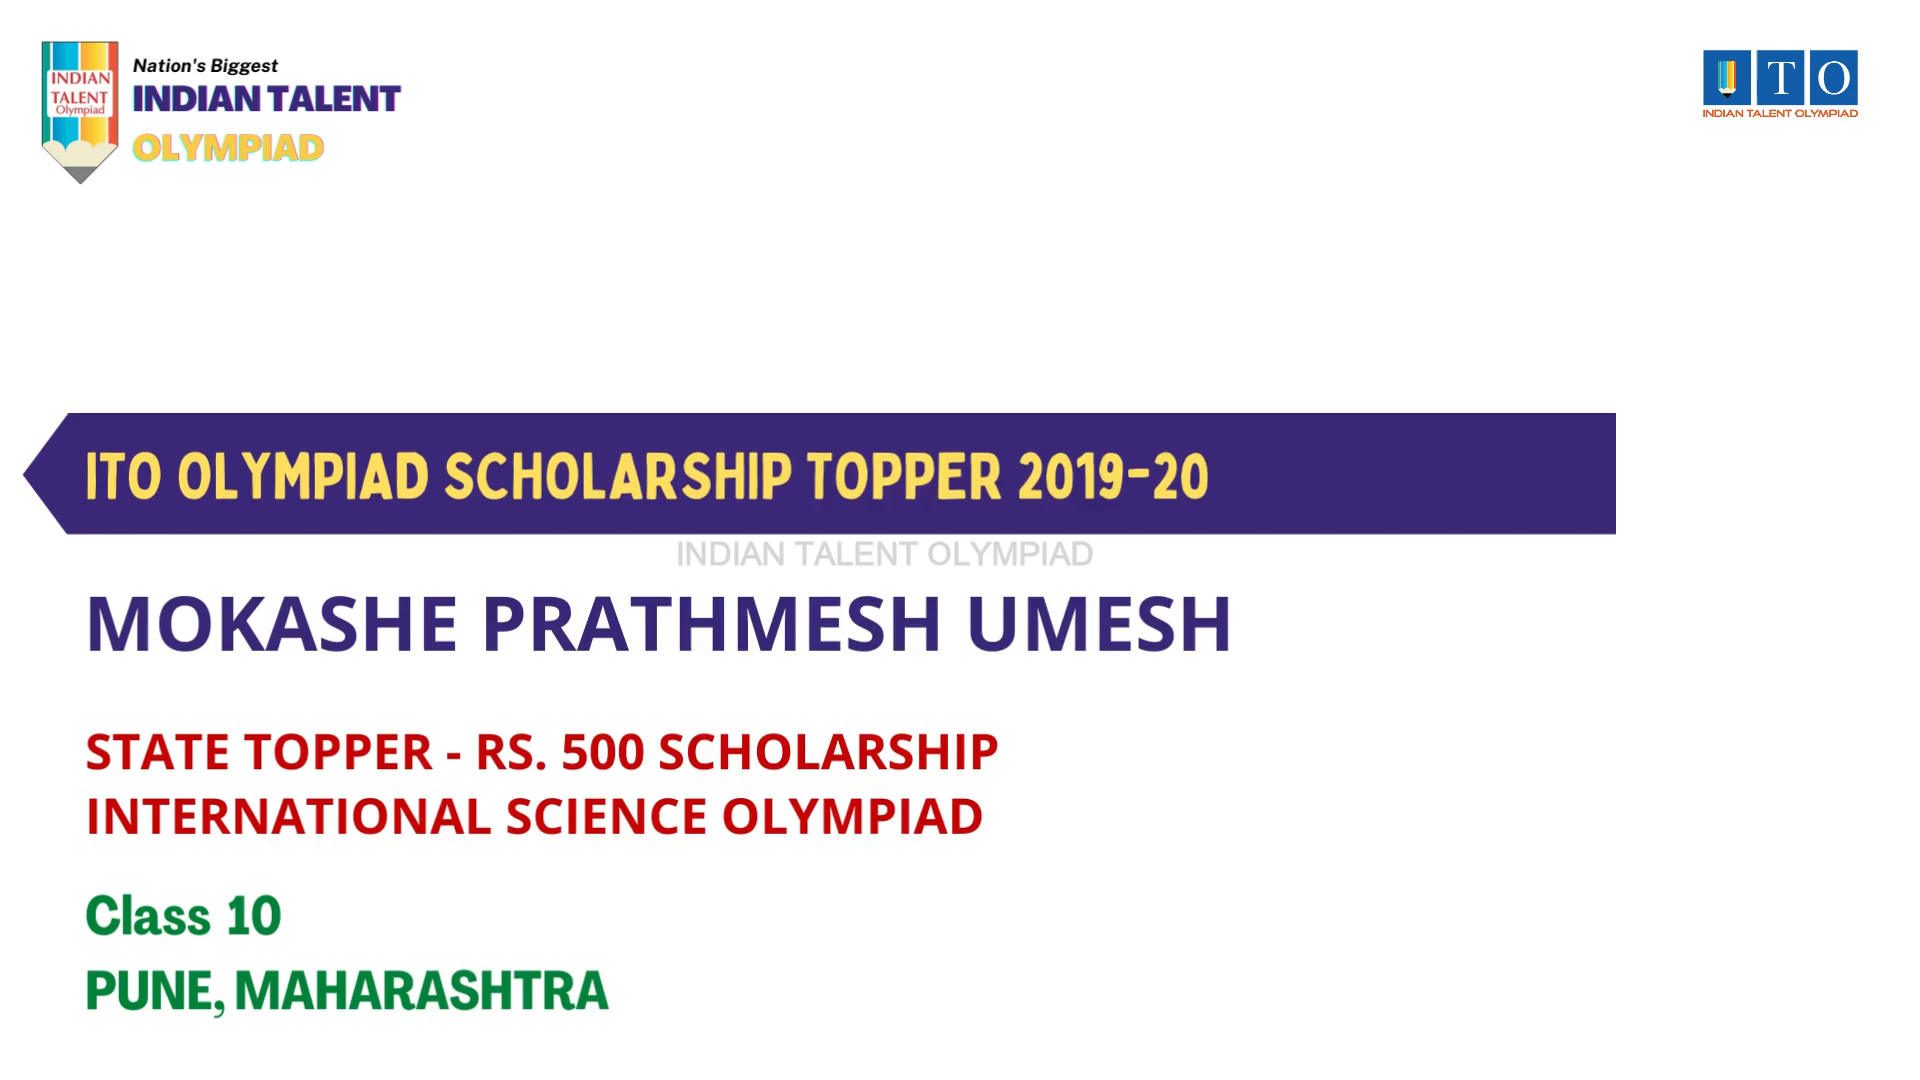 Nation's Biggest
INDIAN TALENT
OLYMPIAD
INDIAN
TALENT
Olympiad
TO
INDIAN TALENT OLYMPIAD
ITO OLYMPIAD SCHOLARSHIP TOPPER 2019-20
INDIAN TALENT OLYMPIAD
MOKASHE PRATHMESH UMESH
STATE TOPPER - RS. 500 SCHOLARSHIP
INTERNATIONAL SCIENCE OLYMPIAD
Class 10
PUNE, MAHARASHTRA